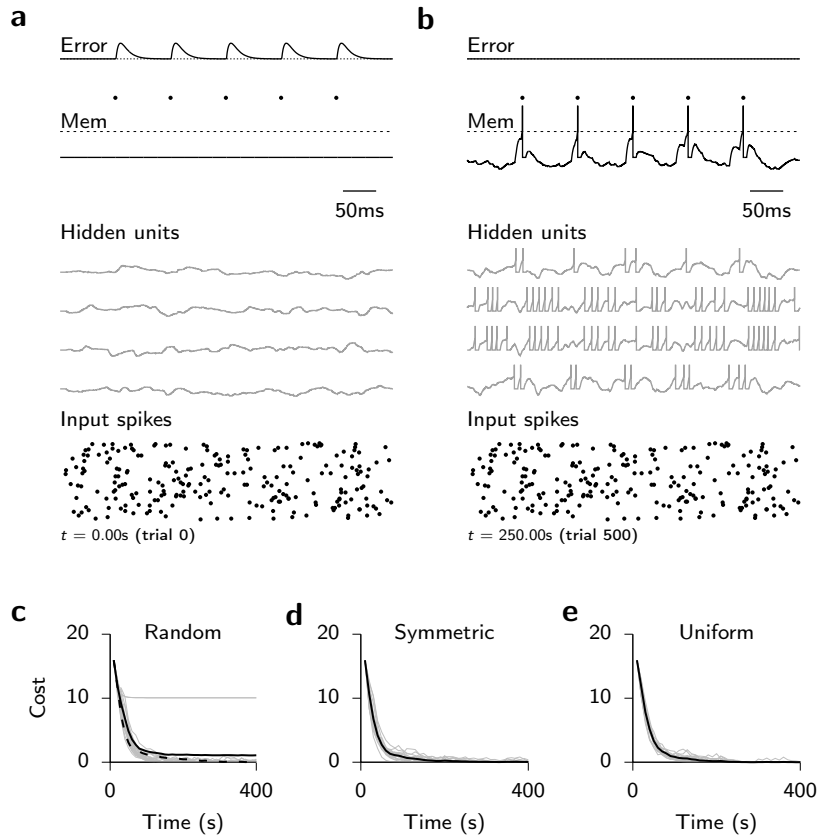 a
Error
Mem
50ms
Hidden units
Input spikes
t = 0.00s (trial 0)
b
Error
Mem
50ms
Hidden units
Input spikes
t = 250.00s (trial 500)
c
Random
20
10
0
Cost
0
400
Time (s)
d
Symmetric
20
10
0
0
400
Time (s)
e
Uniform
20
10
0
0
400
Time (s)